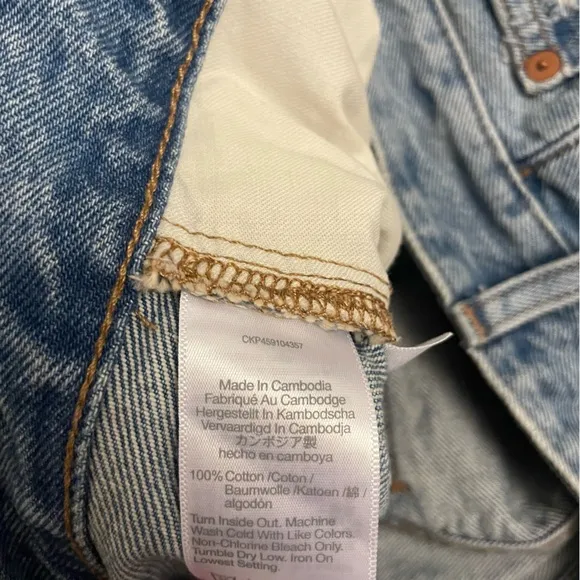 CKP459104357
Made In Cambodia
Fabriqué Au Cambodge
Hergestellt In Kambodscha
Vervaardigd In Cambodja
カンボジア製
hecho en camboya
100% Cotton /Coton /
Baumwolle /Katoen /綿 /
algodón
Turn Inside Out. Machine
Wash Cold With Like Colors.
Non-Chlorine Bleach Only.
Tumble Dry Low. Iron On
Lowest Setting.